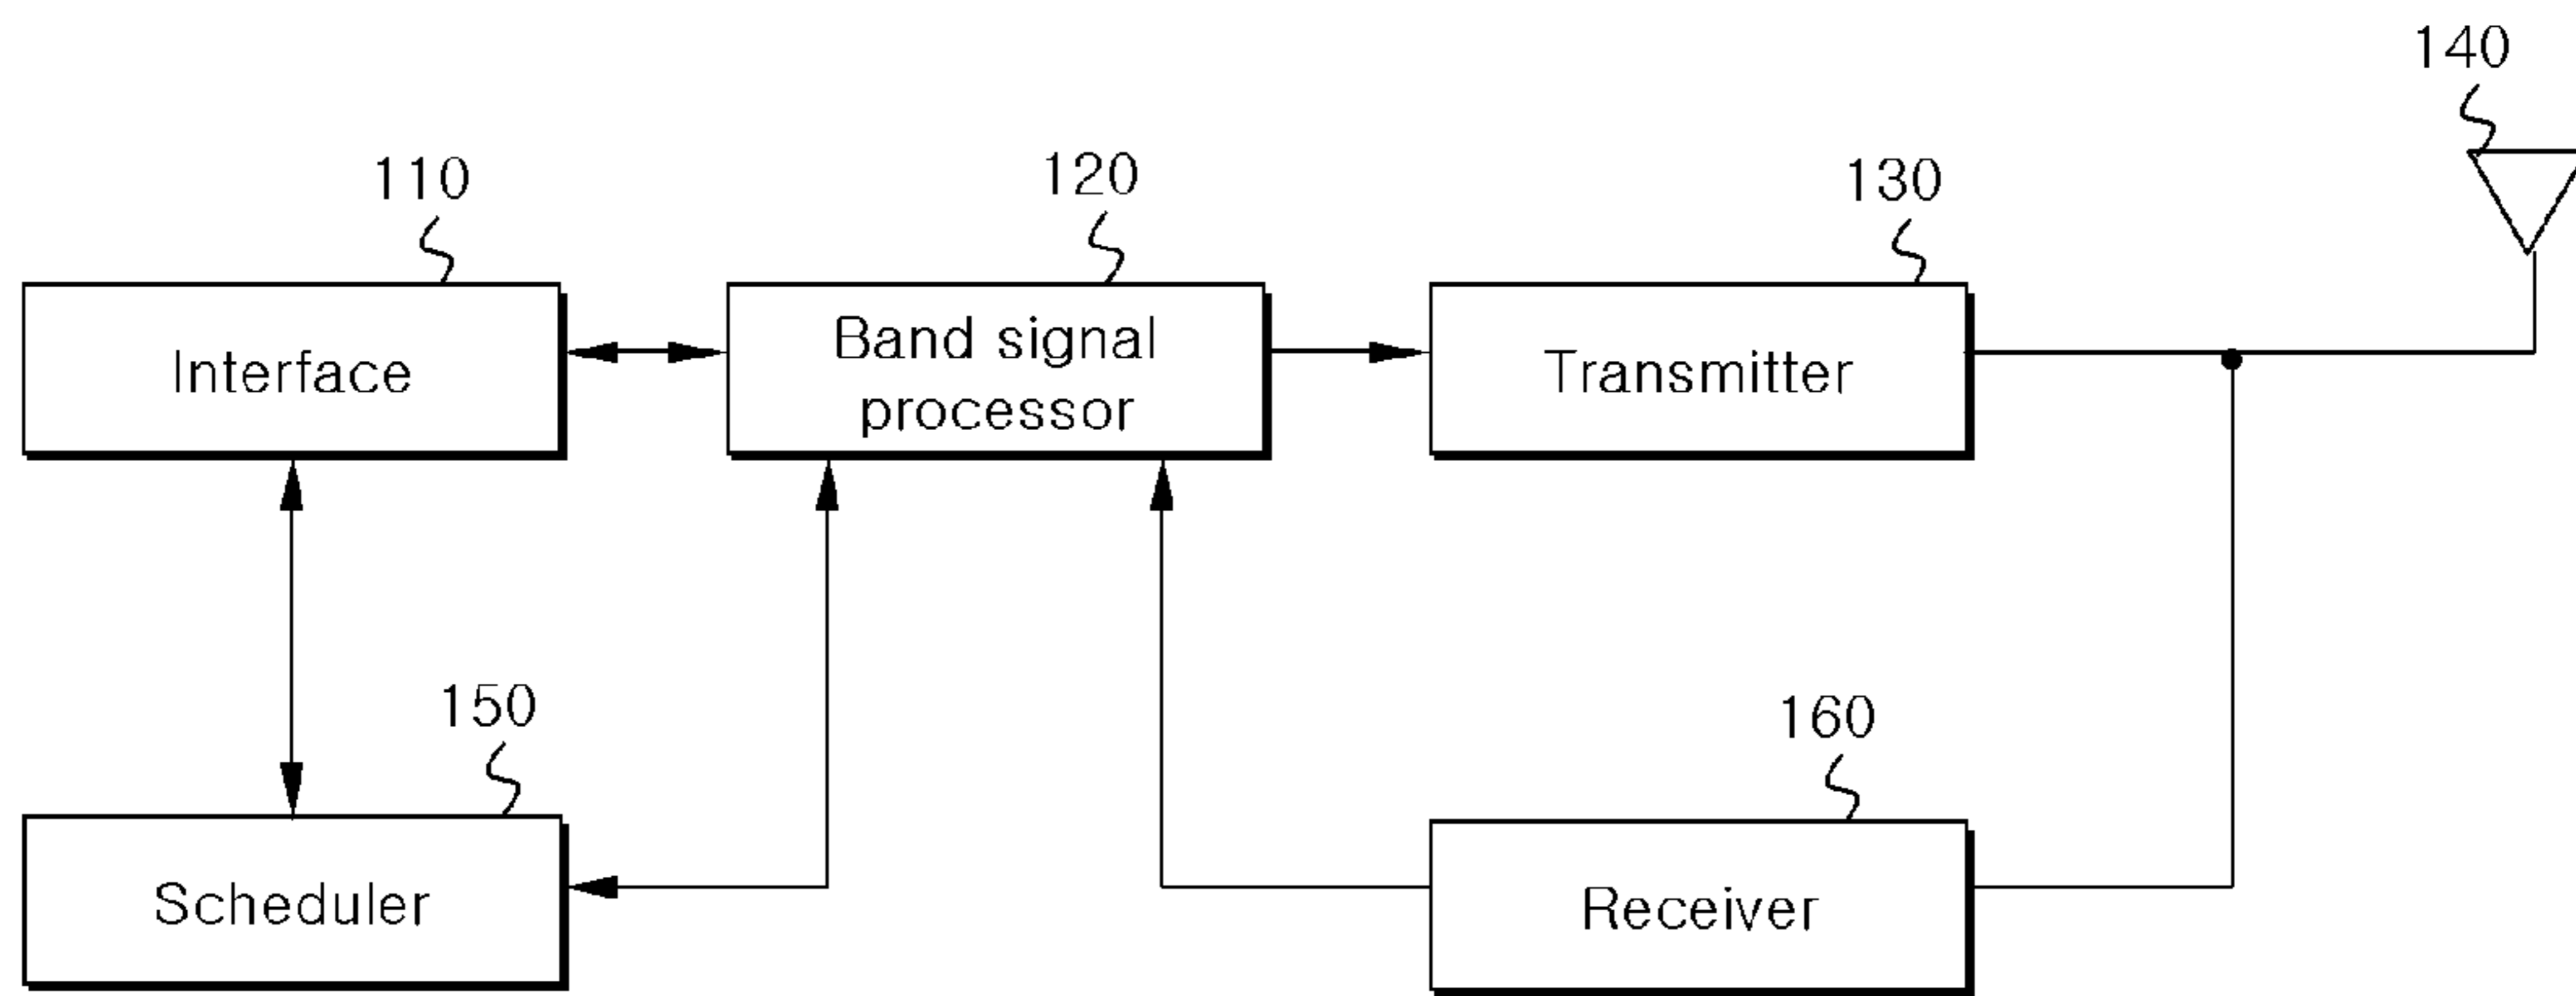 140
110
120
130
Interface
Band signal
processor
Transmitter
150
160
Scheduler
Receiver